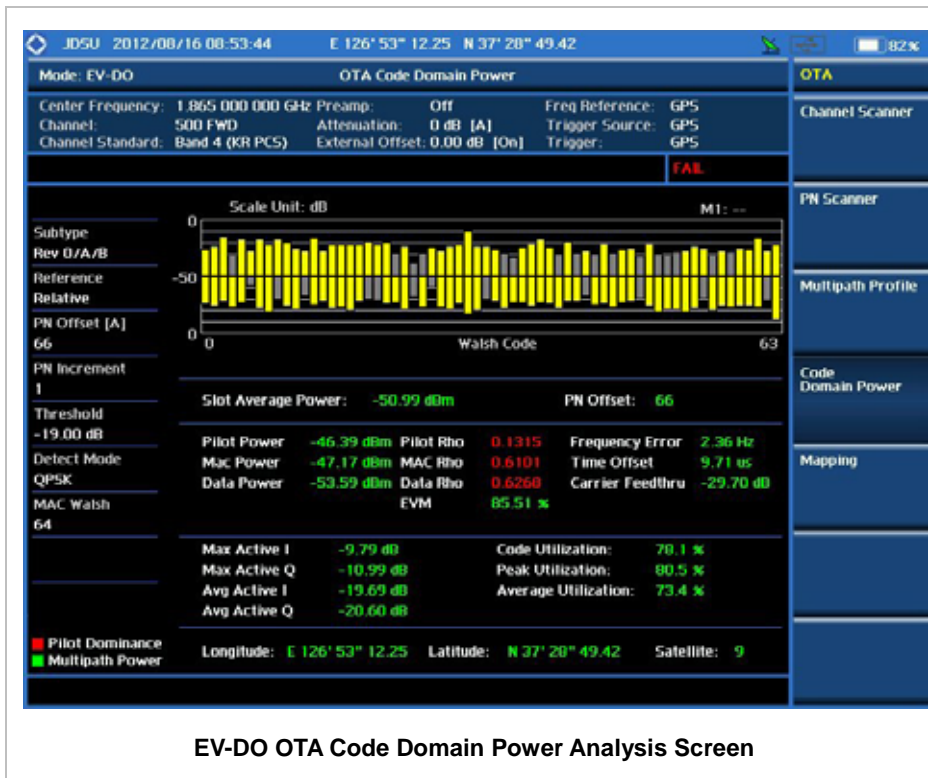 JDSU 2012/08/16 08:53:44 E 126° 53" 12.25 N 37° 28" 49.42 82%
Mode: EV-DO OTA Code Domain Power OTA
Center Frequency: 1.865 000 000 GHz Preamp: Off Freq Reference: GPS
Channel: 500 FWD Attenuation: 0 dB [A] Trigger Source: GPS
Channel Standard: Band 4 (KR PCS) External Offset: 0.00 dB [On] Trigger: GPS
FAIL
Channel Scanner
PN Scanner
Multipath Profile
Code
Domain Power
Mapping
Subtype
Rev 0/A/B
Reference
Relative
PN Offset [A]
66
PN Increment
1
Threshold
-19.00 dB
Detect Mode
QPSK
MAC Walsh
64
Pilot Dominance
Multipath Power
Scale Unit: dB M1: --
0
-50
0
0 Walsh Code 63
Slot Average Power: -50.99 dBm PN Offset: 66
Pilot Power -46.39 dBm Pilot Rho 0.1315 Frequency Error 2.36 Hz
Mac Power -47.17 dBm MAC Rho 0.6101 Time Offset 9.71 us
Data Power -53.59 dBm Data Rho 0.6260 Carrier Feedthru -29.70 dB
EVM 85.51 %
Max Active I -9.79 dB Code Utilization: 78.1 %
Max Active Q -10.99 dB Peak Utilization: 80.5 %
Avg Active I -19.69 dB Average Utilization: 73.4 %
Avg Active Q -20.60 dB
Longitude: E 126° 53" 12.25 Latitude: N 37° 28" 49.42 Satellite: 9
EV-DO OTA Code Domain Power Analysis Screen